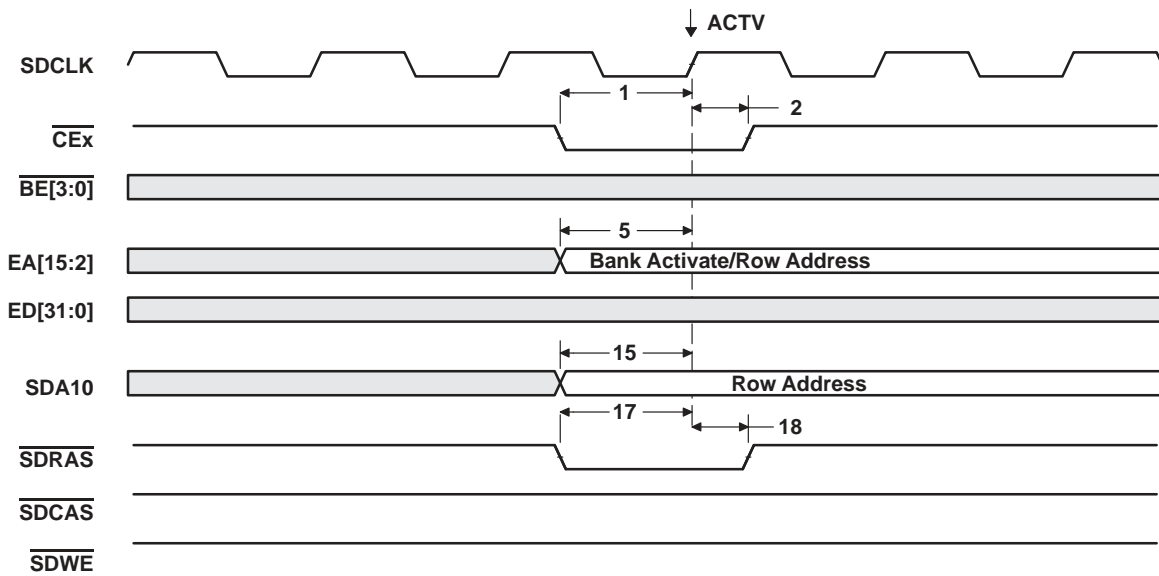 ACTV
SDCLK
1
2
CEx
BE[3:0]
5
EA[15:2]
Bank Activate/Row Address
ED[31:0]
15
SDA10
Row Address
17
18
SDRAS
SDCAS
SDWE